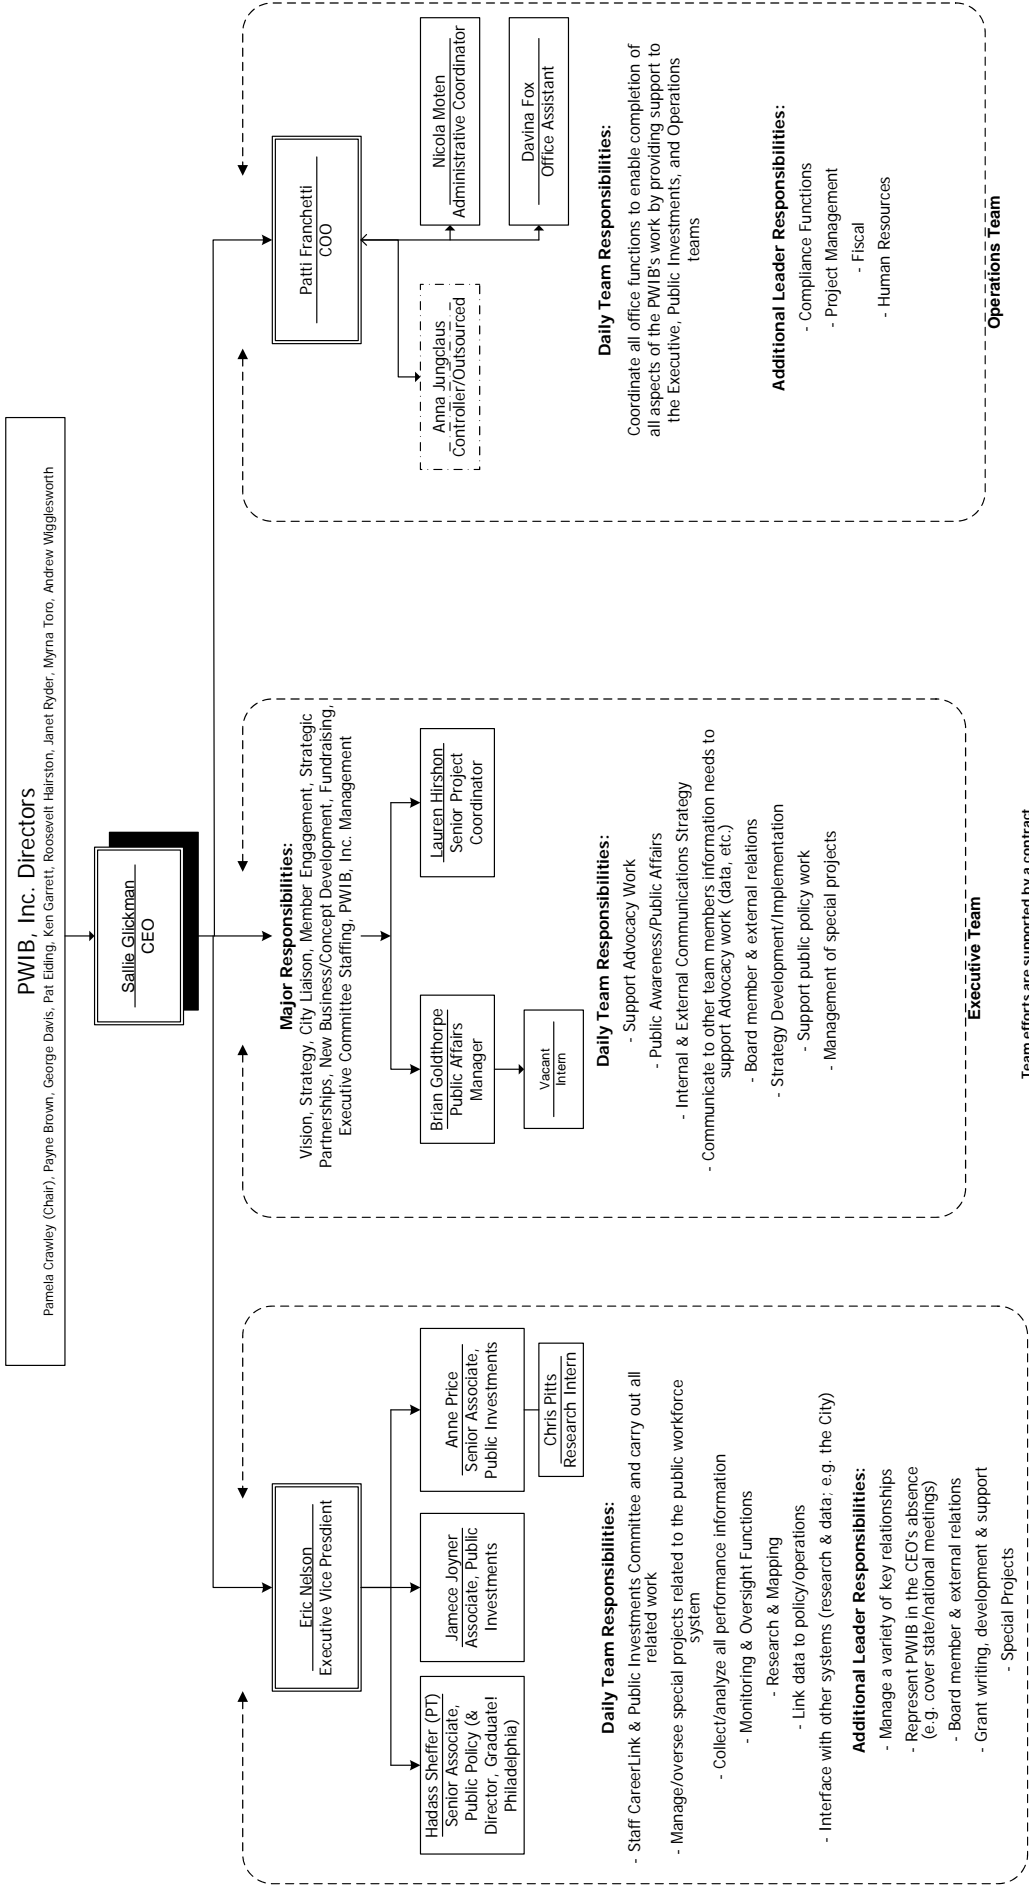 PWIB, Inc. Directors
Pamela Crawley (Chair), Payne Brown, George Davis, Pat Eiding, Ken Garrett, Roosevelt Hairston, Janet Ryder, Myrna Toro, Andrew Wigglesworth
Sallie Glickman
CEO
Eric Nelson
Executive Vice Presdient
Hadass Sheffer (PT)
Senior Associate,
Public Policy (&
Director, Graduate!
Philadelphia)
Jamece Joyner
Associate, Public
Investments
Anne Price
Senior Associate,
Public Investments
Chris Pitts
Research Intern
Daily Team Responsibilities:
- Staff CareerLink & Public Investments Committee and carry out all
related work
- Manage/oversee special projects related to the public workforce
system
- Collect/analyze all performance information
- Monitoring & Oversight Functions
- Research & Mapping
- Link data to policy/operations
- Interface with other systems (research & data; e.g. the City)
Additional Leader Responsibilities:
- Manage a variety of key relationships
- Represent PWIB in the CEO's absence
(e.g. cover state/national meetings)
- Board member & external relations
- Grant writing, development & support
- Special Projects
Major Responsibilities:
Vision, Strategy, City Liaison, Member Engagement, Strategic
Partnerships, New Business/Concept Development, Fundraising,
Executive Committee Staffing, PWIB, Inc. Management
Brian Goldthorpe
Public Affairs
Manager
Vacant
Intern
Lauren Hirshon
Senior Project
Coordinator
Daily Team Responsibilities:
- Support Advocacy Work
- Public Awareness/Public Affairs
- Internal & External Communications Strategy
- Communicate to other team members information needs to
support Advocacy work (data, etc.)
- Board member & external relations
- Strategy Development/Implementation
- Support public policy work
- Management of special projects
Executive Team
Patti Franchetti
COO
Anna Jungclaus
Controller/Outsourced
Nicola Moten
Administrative Coordinator
Davina Fox
Office Assistant
Daily Team Responsibilities:
Coordinate all office functions to enable completion of
all aspects of the PWIB's work by providing support to
the Executive, Public Investments, and Operations
teams
Additional Leader Responsibilities:
- Compliance Functions
- Project Management
- Fiscal
- Human Resources
Operations Team
Team efforts are supported by a contract